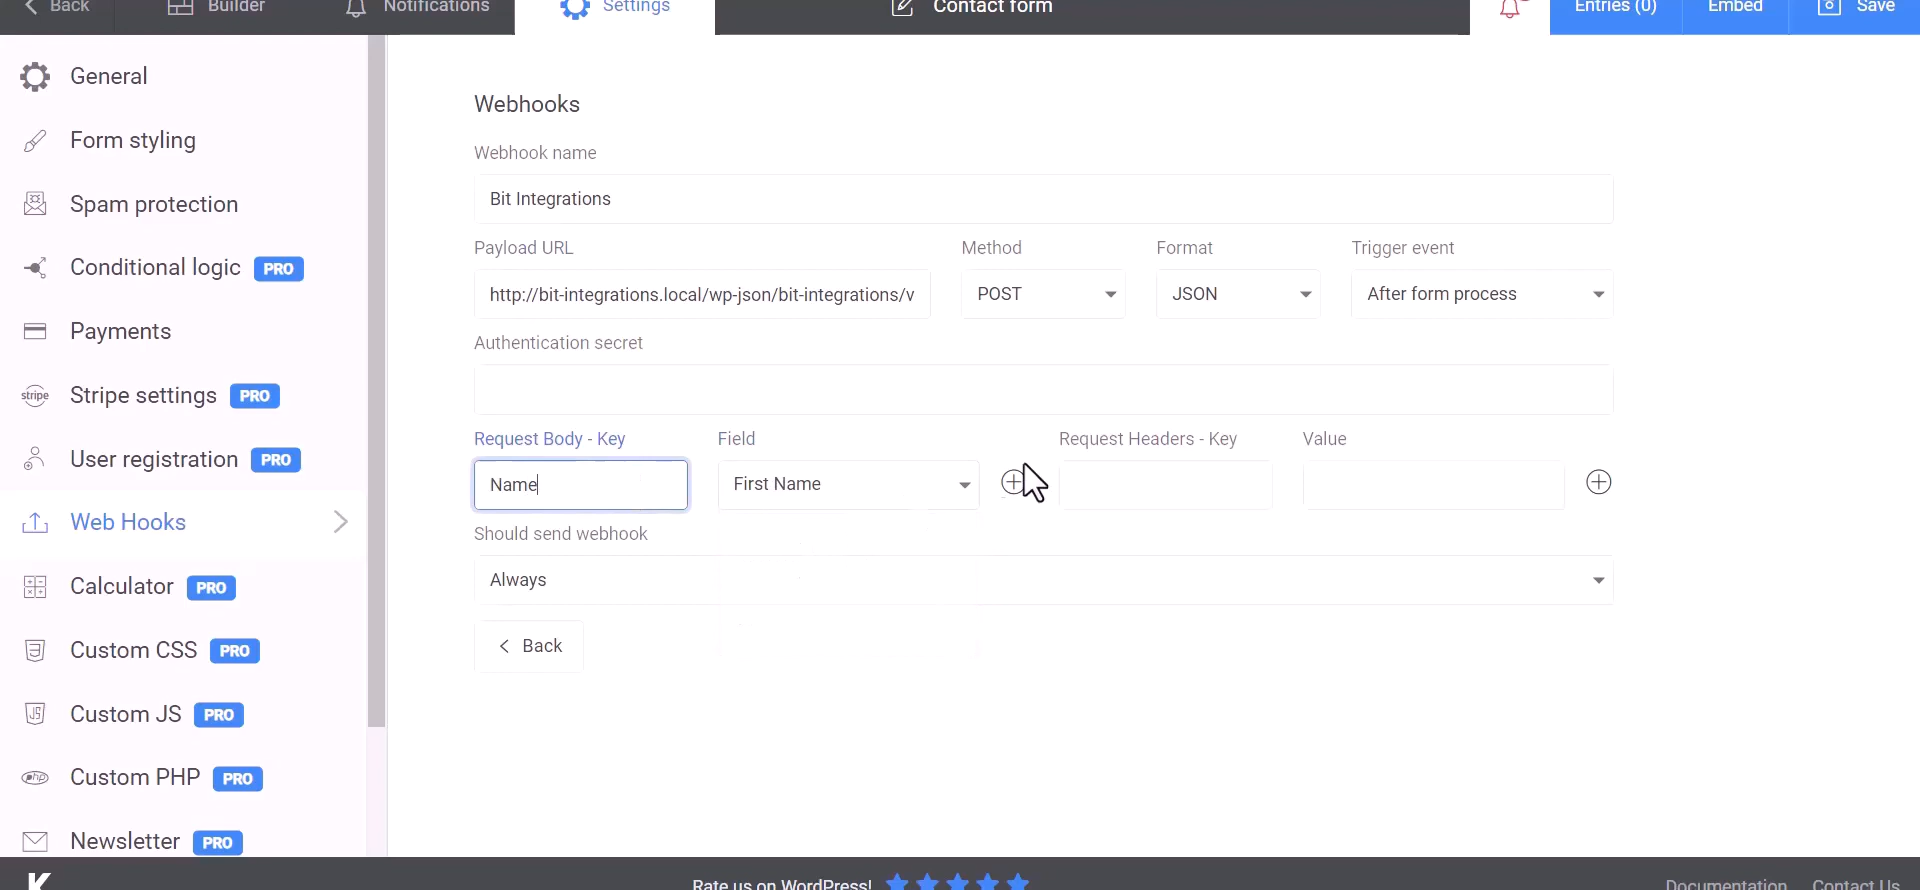 Back
Builder
Notifications
Settings
Contact form
Entries (0)
Embed
Save
General
Form styling
Spam protection
Conditional logic PRO
Payments
stripe Stripe settings PRO
User registration PRO
Web Hooks
Calculator PRO
Custom CSS PRO
JS Custom JS PRO
php Custom PHP PRO
Newsletter PRO
Webhooks
Webhook name
Bit Integrations
Payload URL Method Format Trigger event
http://bit-integrations.local/wp-json/bit-integrations/v POST JSON After form process
Authentication secret
Request Body - Key Field Request Headers - Key Value
Name First Name
Should send webhook
Always
Back
K
Rate us on WordPress!
Documentation Contact Us